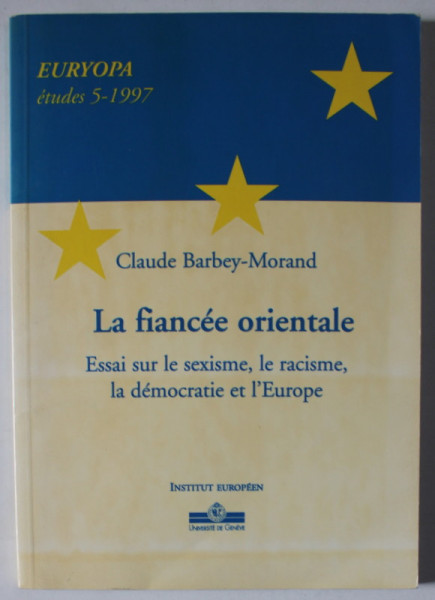 EURYOPA
études 5-1997
Claude Barbey-Morand
La fiancée orientale
Essai sur le sexisme, le racisme,
la démocratie et l'Europe
INSTITUT EUROPÉEN
UNIVERSITÉ DE GENÈVE